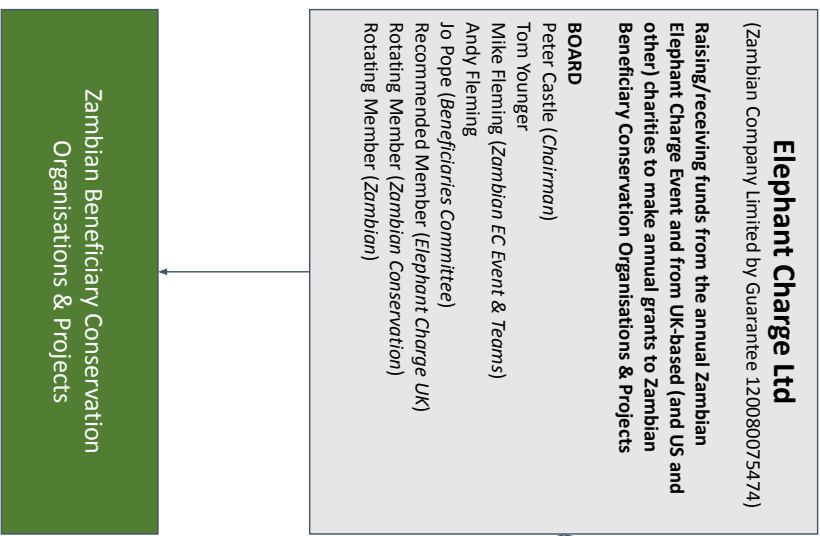 Elephant Charge Ltd
(Zambian Company Limited by Guarantee 120080075474)
Raising/receiving funds from the annual Zambian
Elephant Charge Event and from UK-based (and US and
other) charities to make annual grants to Zambian
Beneficiary Conservation Organisations & Projects
BOARD
Peter Castle (Chairman)
Tom Younger
Mike Fleming (Zambian EC Event & Teams)
Andy Fleming
Jo Pope (Beneficiaries Committee)
Recommended Member (Elephant Charge UK)
Rotating Member (Zambian Conservation)
Rotating Member (Zambian)
Zambian Beneficiary Conservation
Organisations & Projects